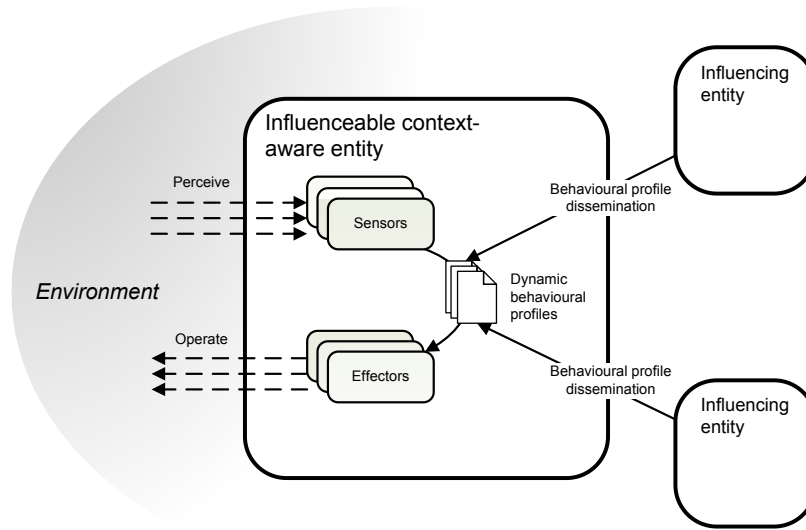 Influencing
entity
Influenceable context-
aware entity
Perceive
Sensors
Behavioural profile
dissemination
Environment
Dynamic
behavioural
profiles
Operate
Effectors
Behavioural profile
dissemination
Influencing
entity